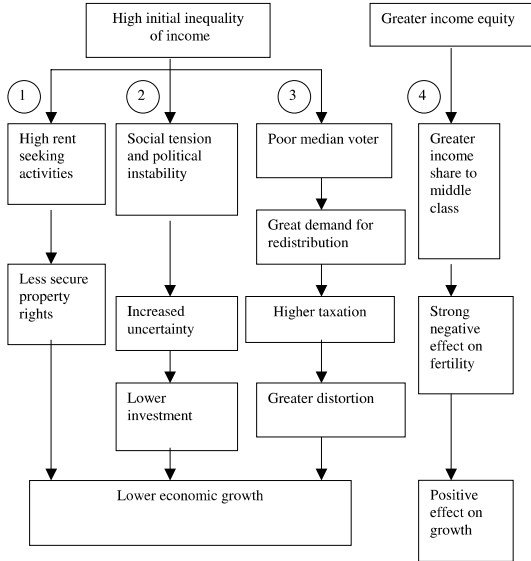 High initial inequality
of income
Greater income equity
1
2
3
4
High rent
seeking
activities
Social tension
and political
instability
Poor median voter
Greater
income
share to
middle
class
Great demand for
redistribution
Less secure
property
rights
Increased
uncertainty
Higher taxation
Strong
negative
effect on
fertility
Lower
investment
Greater distortion
Lower economic growth
Positive
effect on
growth